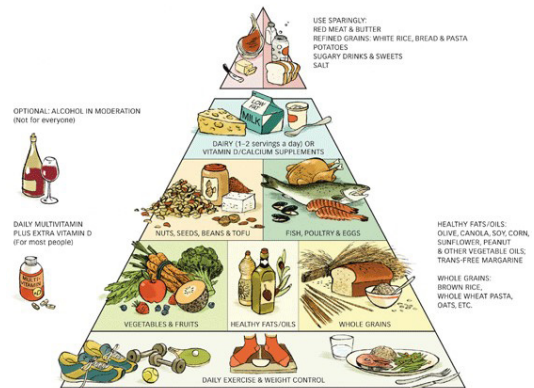 USE SPARINGLY:
RED MEAT & BUTTER
REFINED GRAINS: WHITE RICE, BREAD & PASTA
POTATOES
SUGARY DRINKS & SWEETS
SALT
OPTIONAL: ALCOHOL IN MODERATION
(Not for everyone)
LOW
FAT
MILK
DAIRY (1–2 servings a day) OR
VITAMIN D/CALCIUM SUPPLEMENTS
DAILY MULTIVITAMIN
PLUS EXTRA VITAMIN D
(For most people)
NUTS, SEEDS, BEANS & TOFU
FISH, POULTRY & EGGS
HEALTHY FATS/OILS:
OLIVE, CANOLA, SOY, CORN,
SUNFLOWER, PEANUT
& OTHER VEGETABLE OILS;
TRANS-FREE MARGARINE
WHOLE GRAINS:
BROWN RICE,
WHOLE WHEAT PASTA,
OATS, ETC.
MULTI-
VITAMIN
VEGETABLES & FRUITS
HEALTHY FATS/OILS
WHOLE GRAINS
DAILY EXERCISE & WEIGHT CONTROL